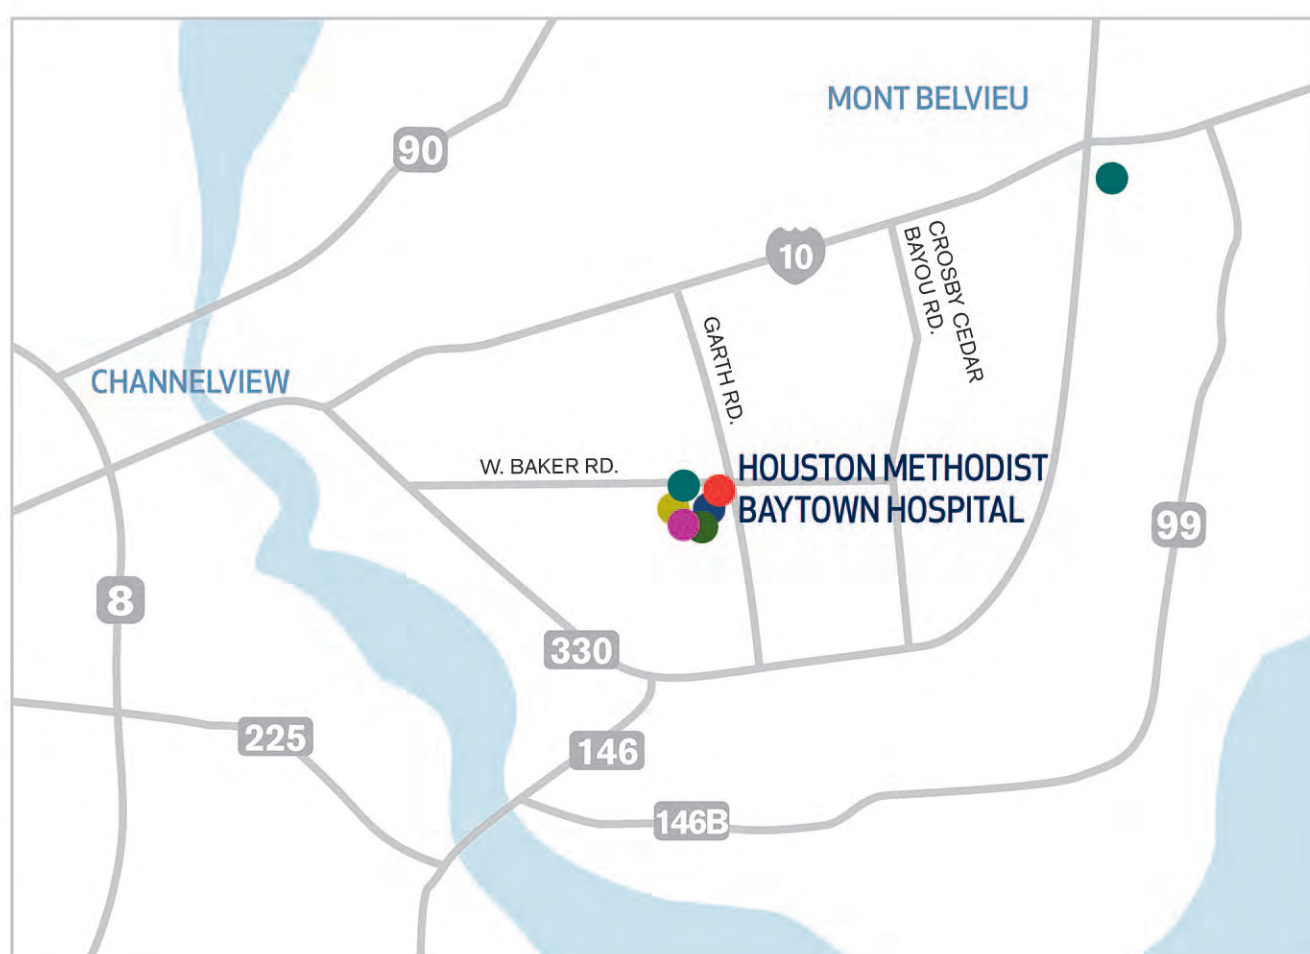 MONT BELVIEU
90
CROSBY CEDAR
BAYOU RD.
10
GARTH RD.
CHANNELVIEW
W. BAKER RD.
HOUSTON METHODIST
BAYTOWN HOSPITAL
99
8
330
225
146
146B